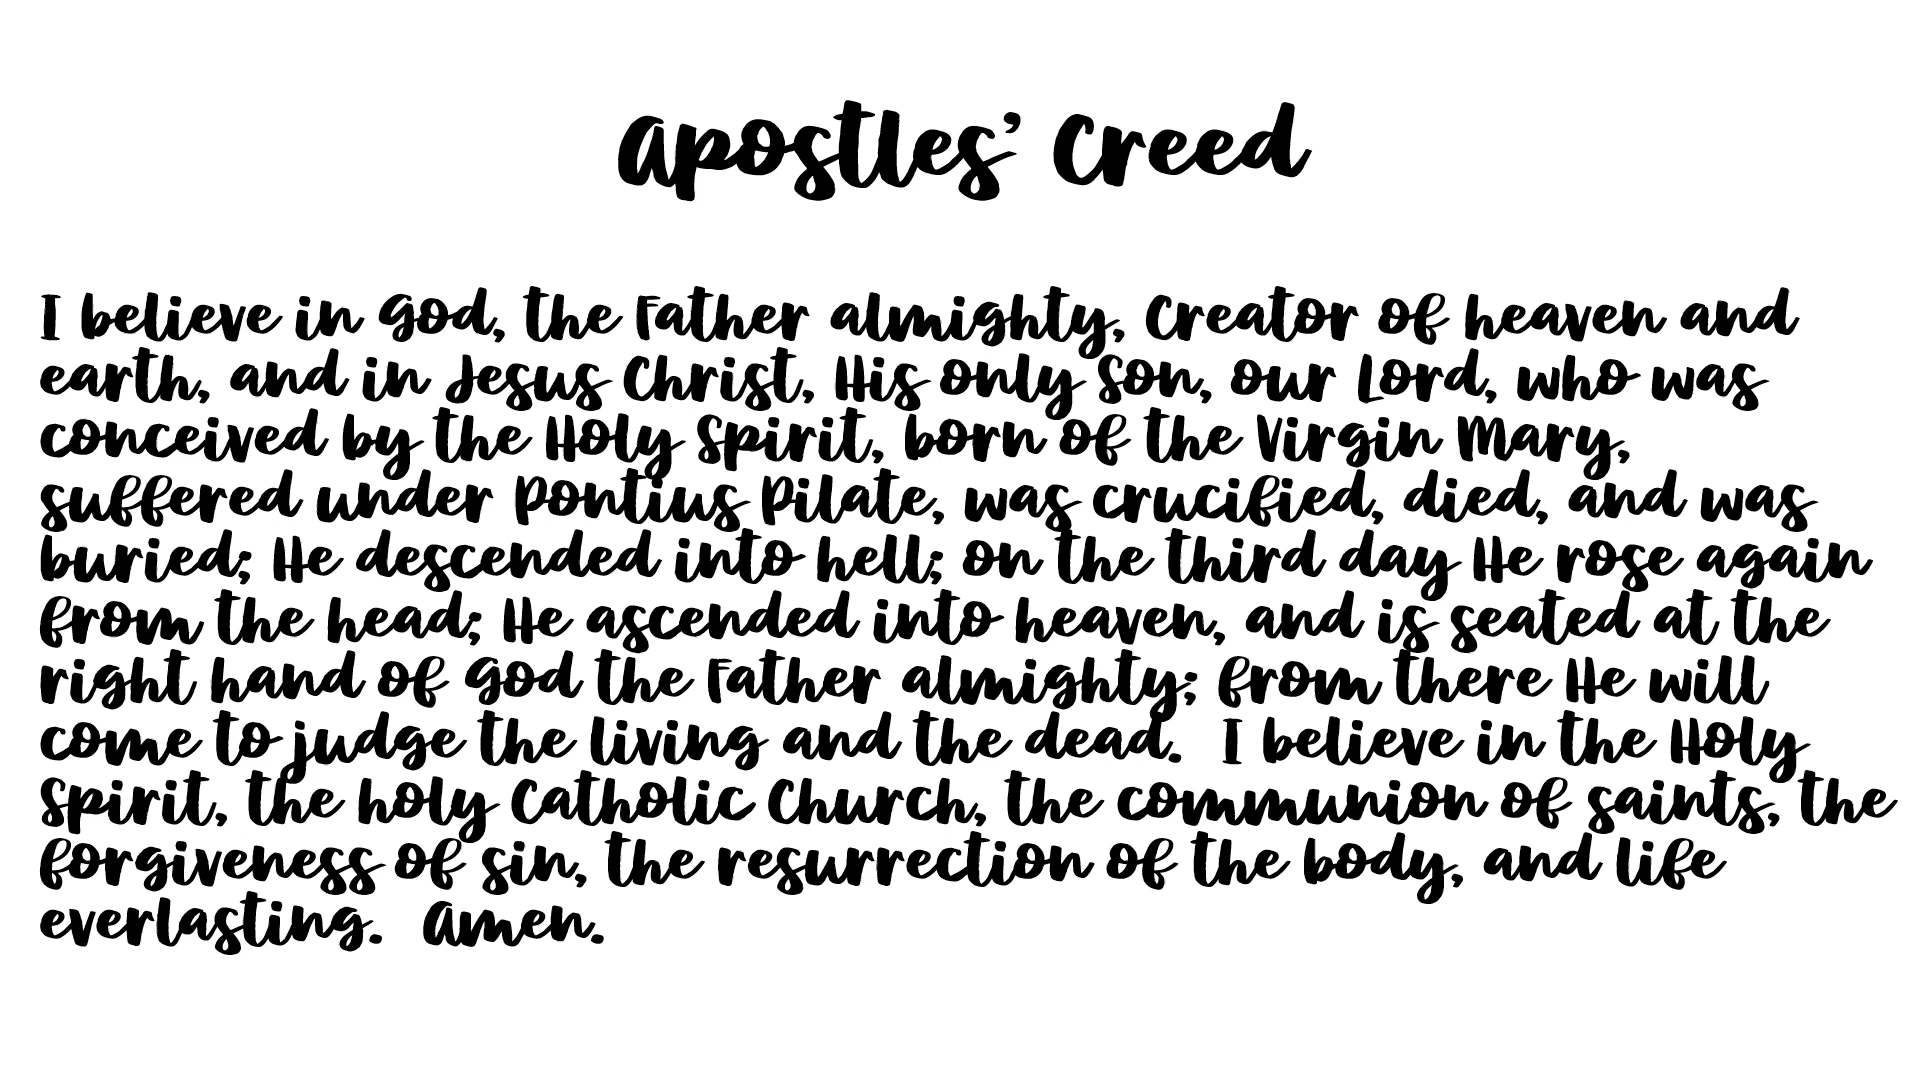 Apostles' Creed
I believe in God, the Father almighty, Creator of heaven and
earth, and in Jesus Christ, His only Son, our Lord, who was
conceived by the Holy Spirit, born of the Virgin Mary,
suffered under Pontius Pilate, was crucified, died, and was
buried; He descended into hell; on the third day He rose again
from the head; He ascended into heaven, and is seated at the
right hand of God the Father almighty; from there He will
come to judge the living and the dead.  I believe in the Holy
Spirit, the holy Catholic Church, the communion of saints, the
forgiveness of sin, the resurrection of the body, and life
everlasting.  Amen.